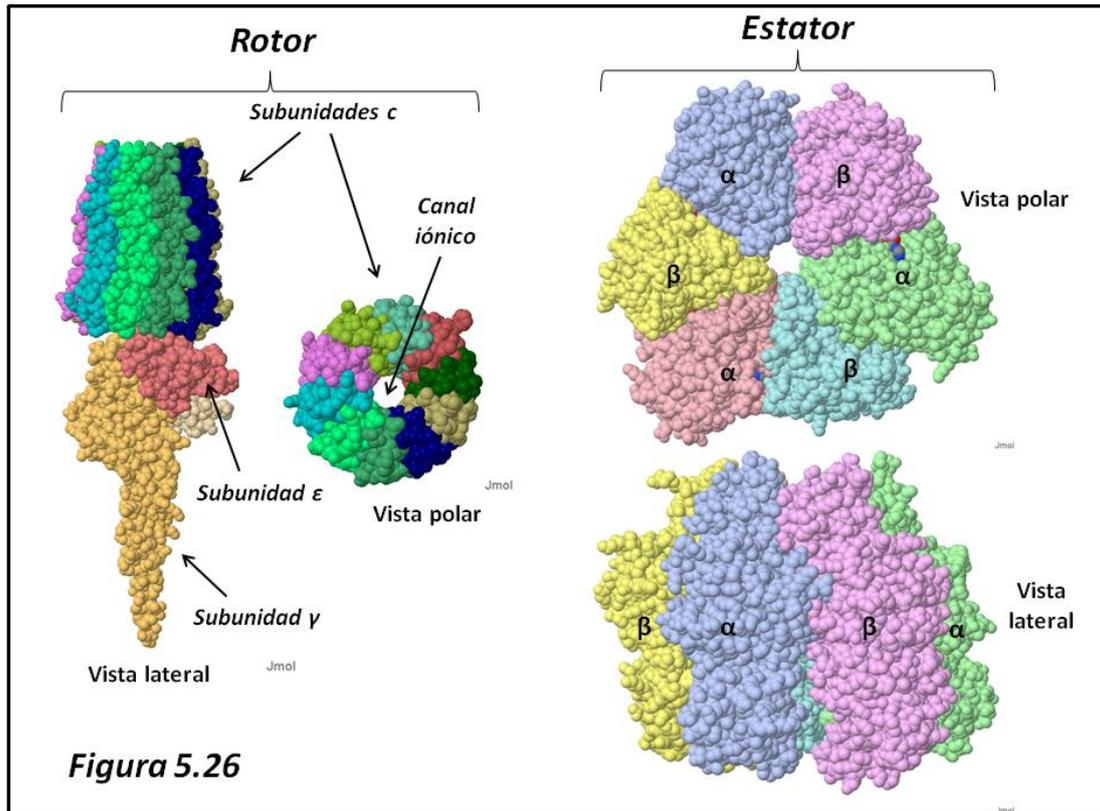 Rotor
Subunidades c
Canal
iónico
Subunidad ε
Subunidad γ
Vista lateral
Jmol
Vista polar
Jmol
Estator
α
β
Vista polar
β
α
α
β
Jmol
β
α
β
α
Vista
lateral
Jmol
Figura 5.26